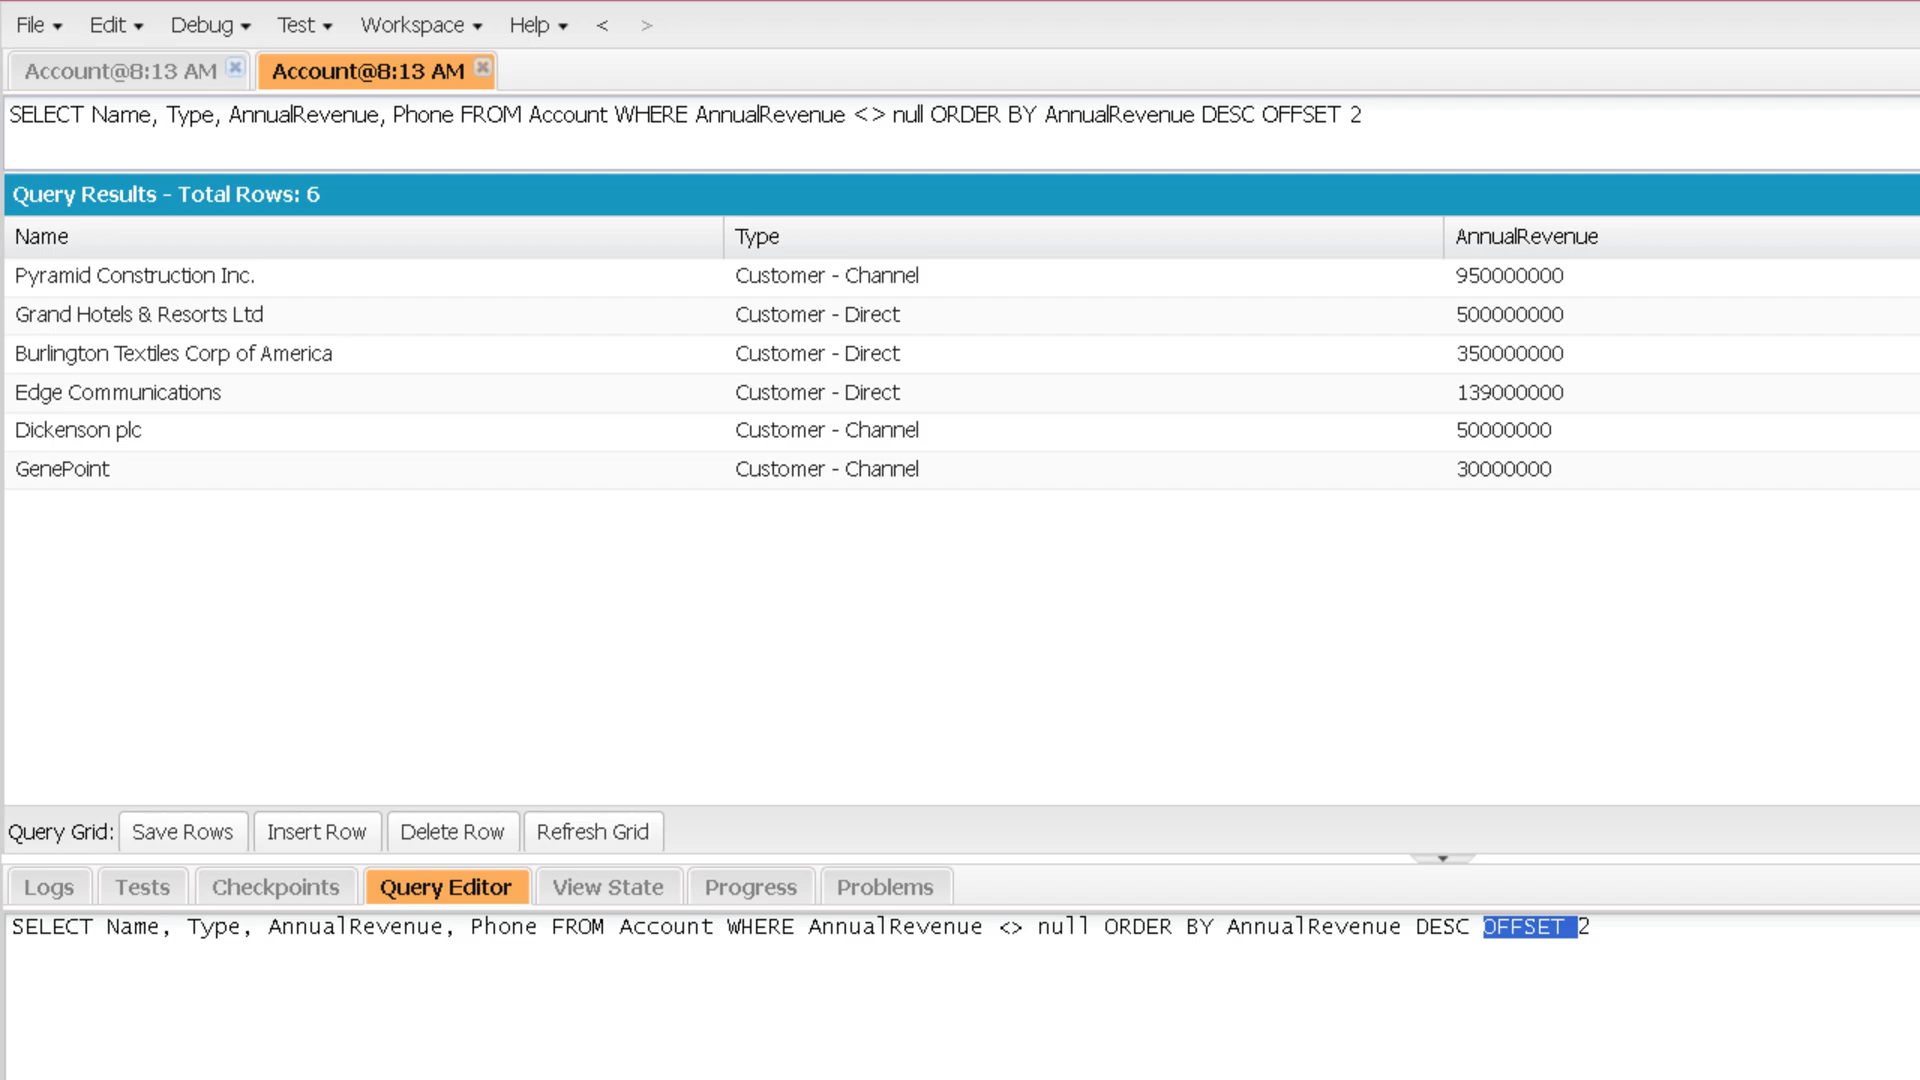 File Edit Debug Test Workspace Help < >
Account@8:13 AM Account@8:13 AM
SELECT Name, Type, AnnualRevenue, Phone FROM Account WHERE AnnualRevenue <> null ORDER BY AnnualRevenue DESC OFFSET 2
Query Results - Total Rows: 6
Name Type AnnualRevenue
Pyramid Construction Inc. Customer - Channel 950000000
Grand Hotels & Resorts Ltd Customer - Direct 500000000
Burlington Textiles Corp of America Customer - Direct 350000000
Edge Communications Customer - Direct 139000000
Dickenson plc Customer - Channel 50000000
GenePoint Customer - Channel 30000000
Query Grid: Save Rows Insert Row Delete Row Refresh Grid
Logs Tests Checkpoints Query Editor View State Progress Problems
SELECT Name, Type, AnnualRevenue, Phone FROM Account WHERE AnnualRevenue <> null ORDER BY AnnualRevenue DESC OFFSET 2